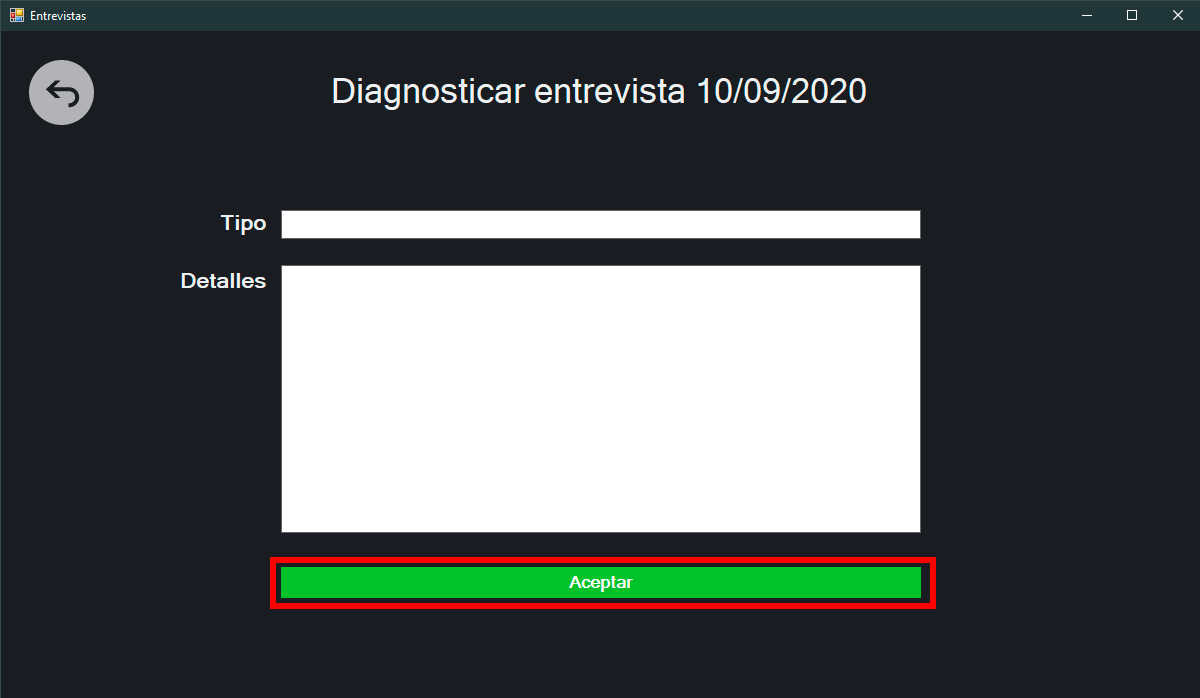 Entrevistas
Diagnosticar entrevista 10/09/2020
Tipo
Detalles
Aceptar